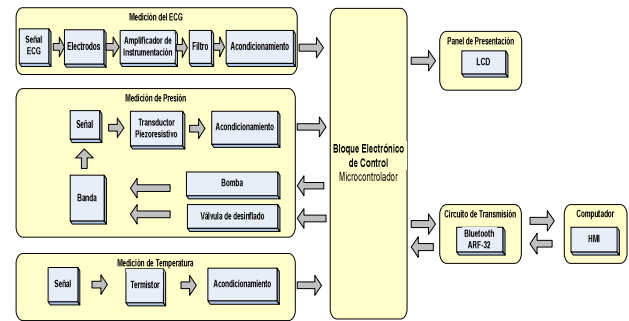 Medición del ECG
Señal
ECG
Electrodos
Amplificador de
Instrumentación
Filtro
Acondicionamiento
Medición de Presión
Señal
Transductor
Piezoresistivo
Acondicionamiento
Banda
Bomba
Válvula de desinflado
Medición de Temperatura
Señal
Termistor
Acondicionamiento
Bloque Electrónico
de Control
Microcontrolador
Panel de Presentación
LCD
Circuito de Transmisión
Bluetooth
ARF-32
Computador
HMI